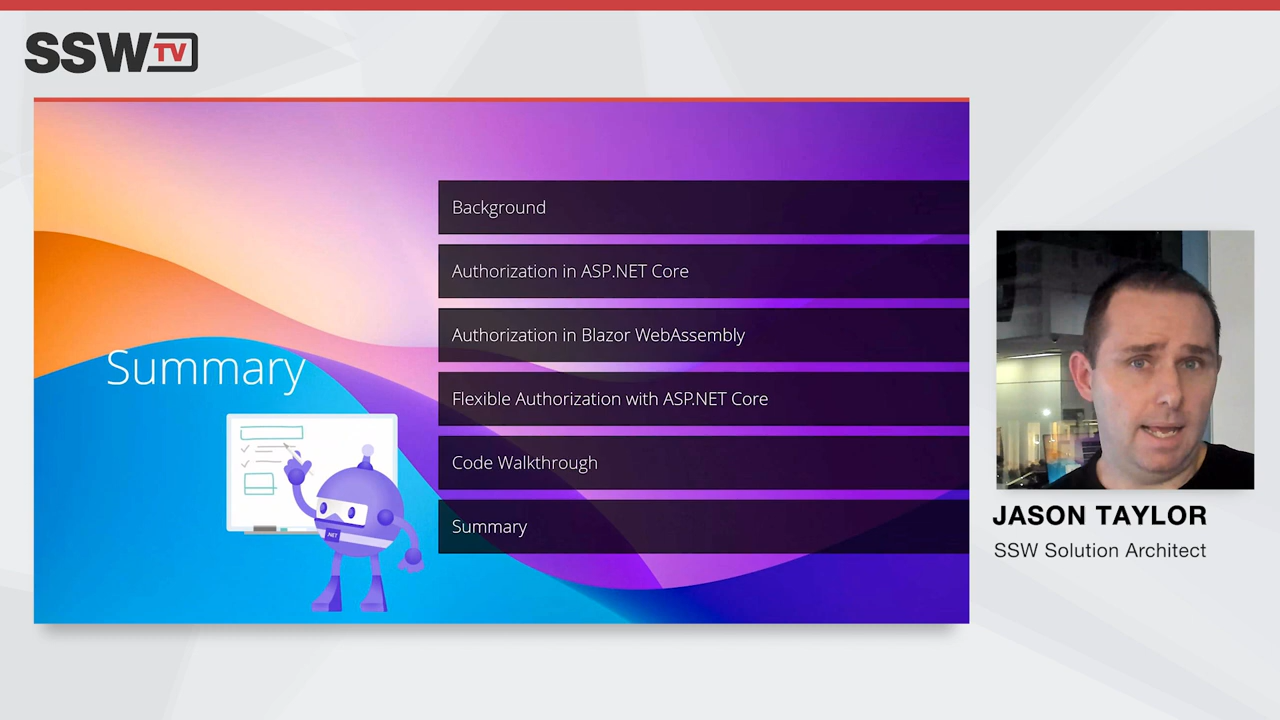 SSW TV
Summary
.NET
Background
Authorization in ASP.NET Core
Authorization in Blazor WebAssembly
Flexible Authorization with ASP.NET Core
Code Walkthrough
Summary
JASON TAYLOR
SSW Solution Architect